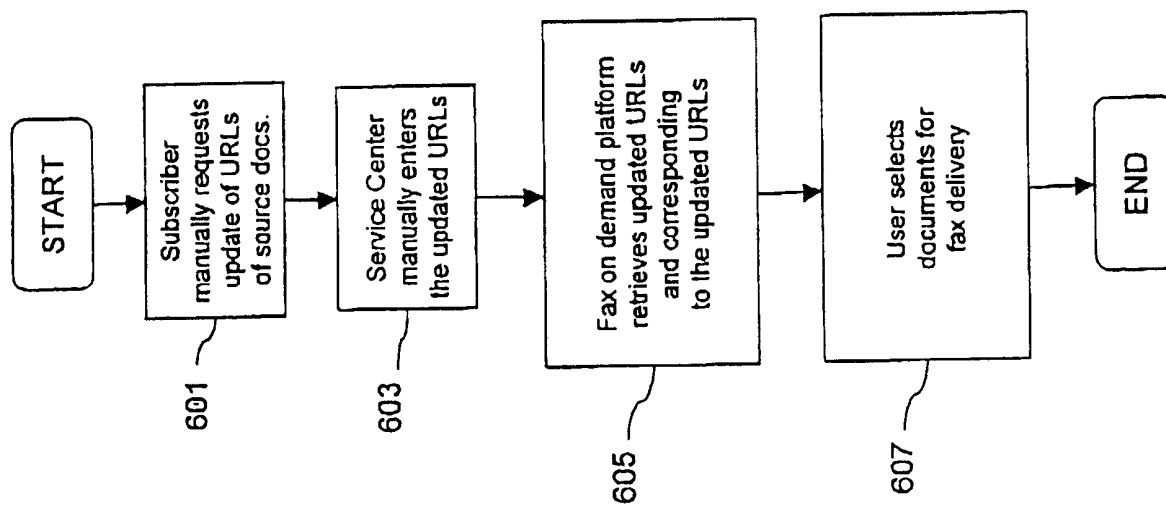 START
Subscriber
manually requests
update of URLs
of source docs.
601
Service Center
manually enters
the updated URLs
603
Fax on demand platform
retrieves updated URLs
and corresponding
to the updated URLs
605
User selects
documents for
fax delivery
607
END